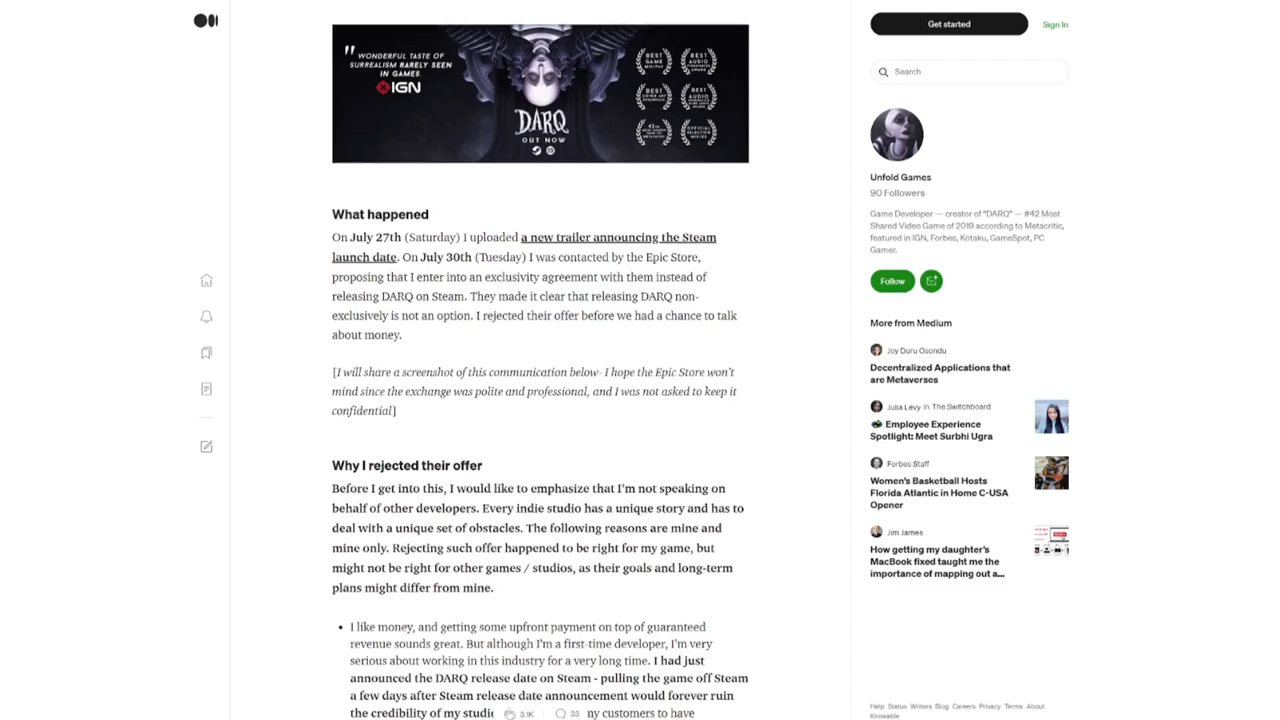 " WONDERFUL TASTE OF
SURREALISM RARELY SEEN
IN GAMES.
IGN
DARQ
OUT NOW
BEST
GAME
BEST
AUDIO
BEST
BEST
AUDIO
OFFICIAL
SELECTION
What happened
On July 27th (Saturday) I uploaded a new trailer announcing the Steam
launch date. On July 30th (Tuesday) I was contacted by the Epic Store,
proposing that I enter into an exclusivity agreement with them instead of
releasing DARQ on Steam. They made it clear that releasing DARQ non-
exclusively is not an option. I rejected their offer before we had a chance to talk
about money.
[I will share a screenshot of this communication below- I hope the Epic Store won't
mind since the exchange was polite and professional, and I was not asked to keep it
confidential]
Why I rejected their offer
Before I get into this, I would like to emphasize that I'm not speaking on
behalf of other developers. Every indie studio has a unique story and has to
deal with a unique set of obstacles. The following reasons are mine and
mine only. Rejecting such offer happened to be right for my game, but
might not be right for other games / studios, as their goals and long-term
plans might differ from mine.
• I like money, and getting some upfront payment on top of guaranteed
revenue sounds great. But although I'm a first-time developer, I'm very
serious about working in this industry for a very long time. I had just
announced the DARQ release date on Steam - pulling the game off Steam
a few days after Steam release date announcement would forever ruin
the credibility of my studio 3.1K 33 my customers to have
Get started
Sign In
Search
Unfold Games
90 Followers
Game Developer — creator of "DARQ" — #42 Most
Shared Video Game of 2019 according to Metacritic,
featured in IGN, Forbes, Kotaku, GameSpot, PC
Gamer.
Follow
More from Medium
Joy Duru Osondu
Decentralized Applications that
are Metaverses
Julia Levy in The Switchboard
Employee Experience
Spotlight: Meet Surbhi Ugra
Forbes Staff
Women's Basketball Hosts
Florida Atlantic in Home C-USA
Opener
Jim James
How getting my daughter's
MacBook fixed taught me the
importance of mapping out a...
Help Status Writers Blog Careers Privacy Terms About
Knowable